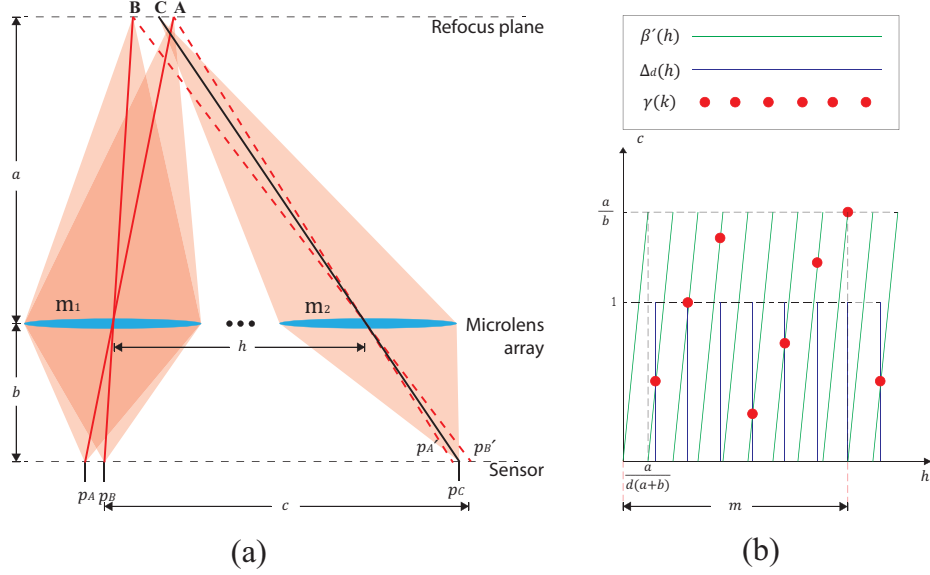 B C A
Refocus plane
a
m1
m2
h
Microlens
array
b
pA′ pB′
Sensor
pA pB pC
c
(a)
β′(h)
Δd(h)
γ(k)
c
a
b
1
h
a
d(a+b)
m
(b)